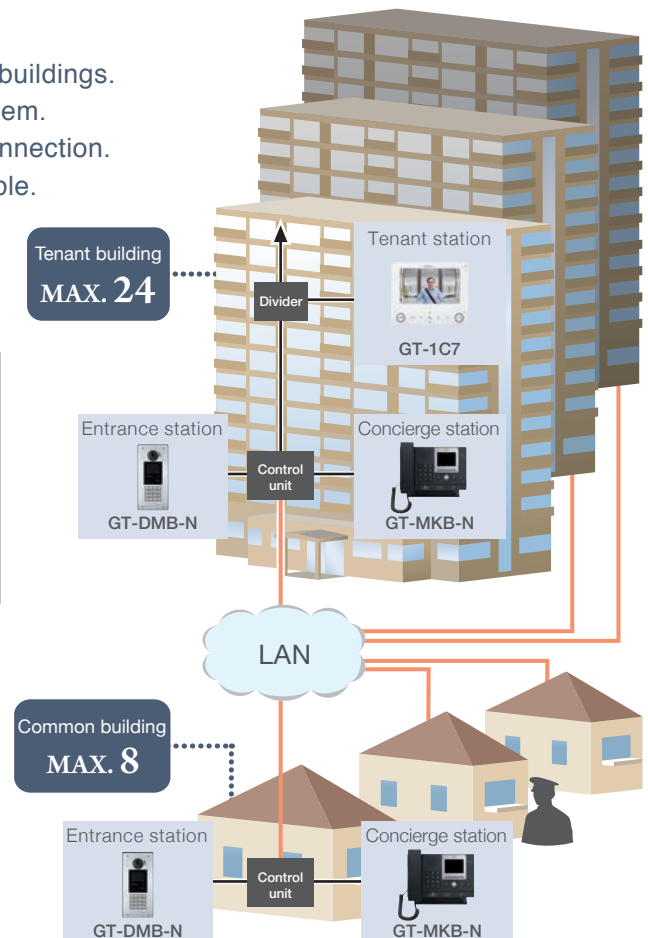 buildings.
em.
nnection.
ble.
Tenant building
MAX. 24
Tenant station
Divider
GT-1C7
Entrance station
Concierge station
Control
unit
GT-DMB-N
GT-MKB-N
LAN
Common building
MAX. 8
Entrance station
Concierge station
Control
unit
GT-DMB-N
GT-MKB-N